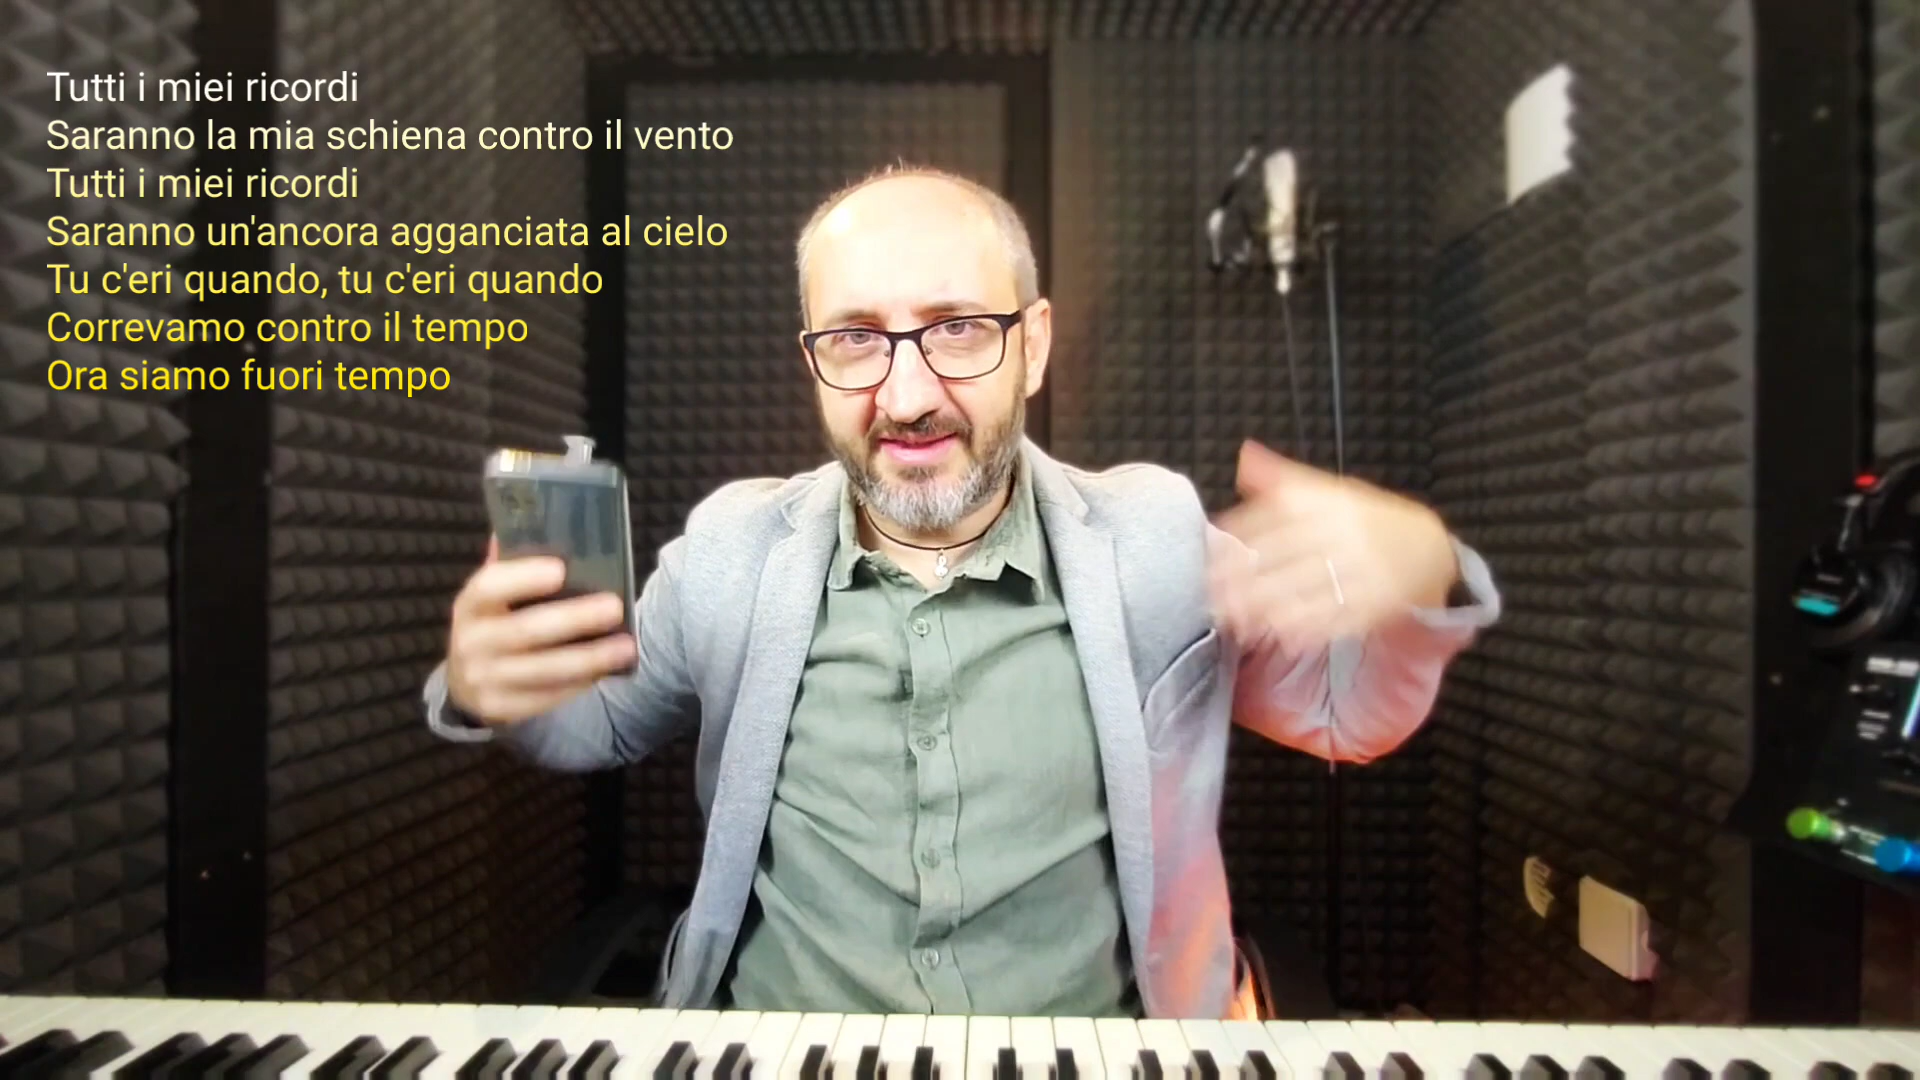 Tutti i miei ricordi
Saranno la mia schiena contro il vento
Tutti i miei ricordi
Saranno un'ancora agganciata al cielo
Tu c'eri quando, tu c'eri quando
Correvamo contro il tempo
Ora siamo fuori tempo